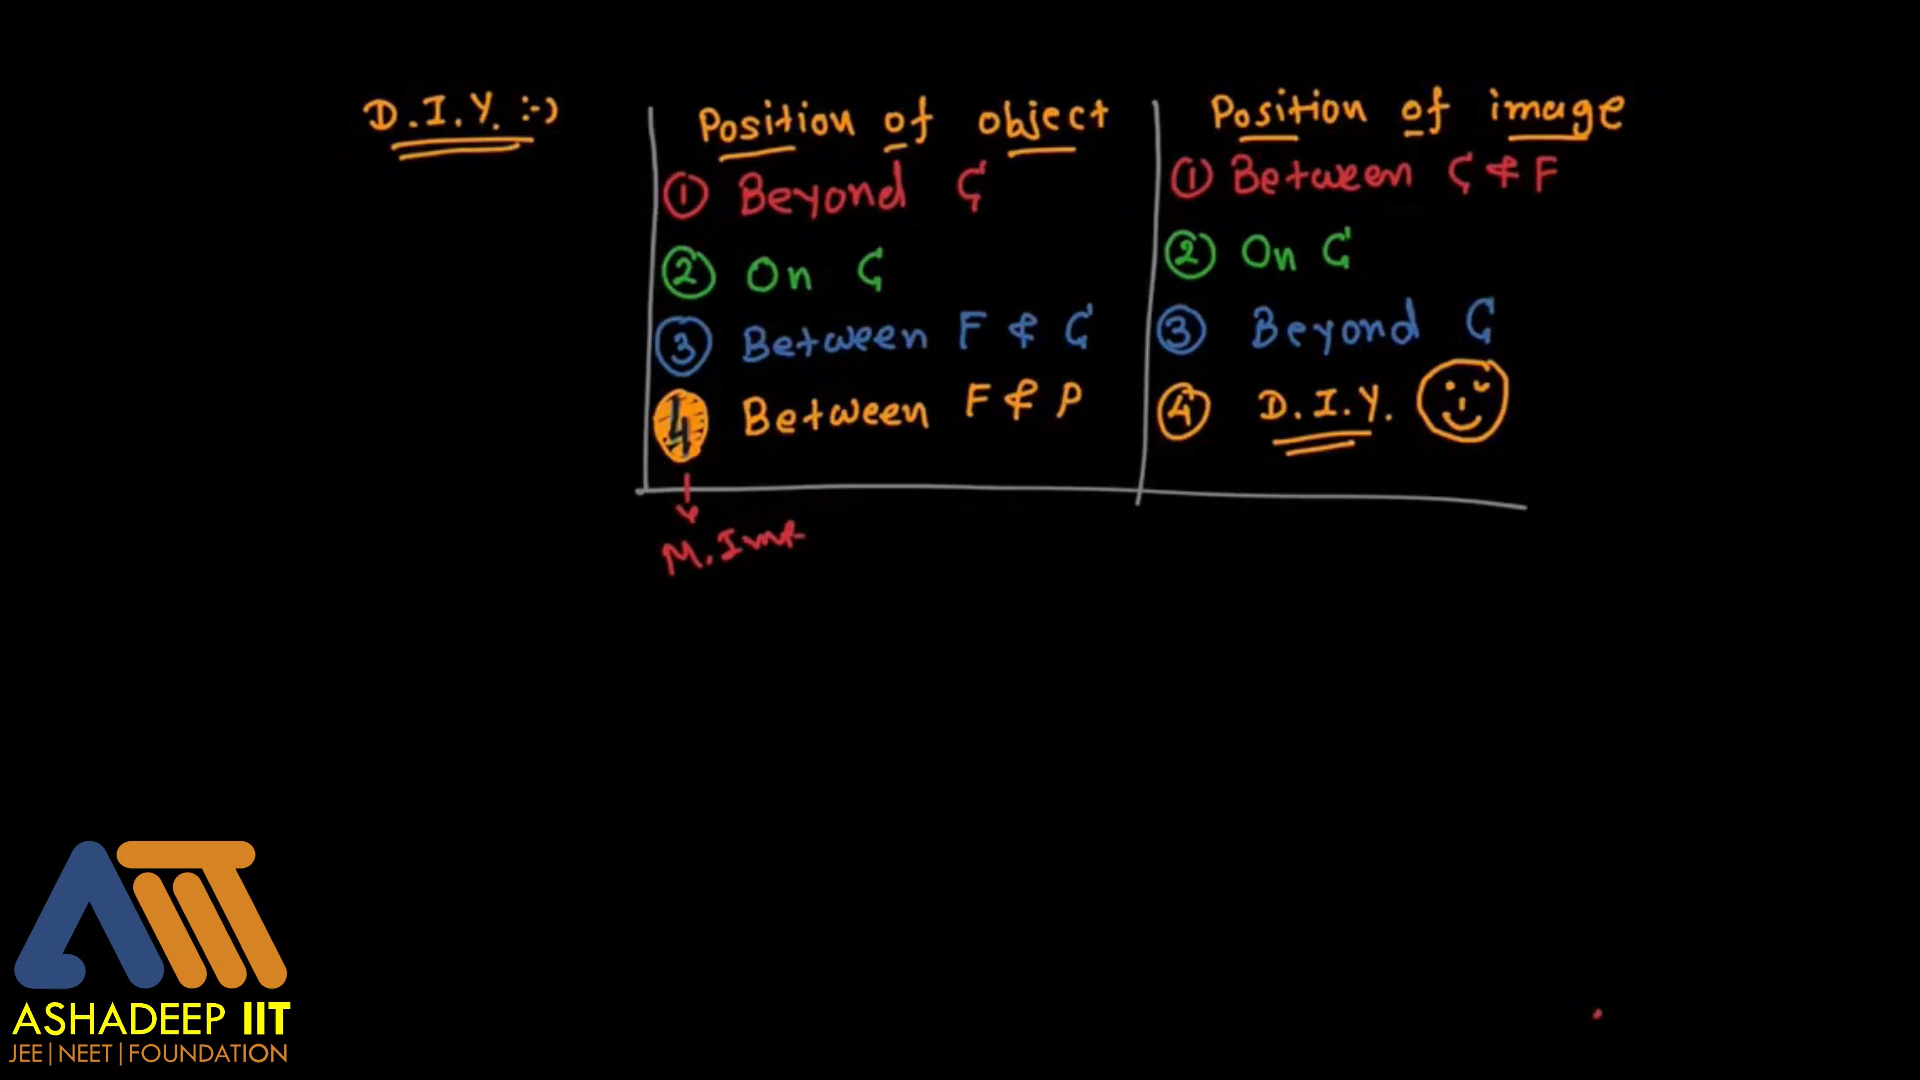 D.I.Y. :-)
Position of object
① Beyond C
② On C
③ Between F & C
④ Between F & P
M. Imp
Position of image
① Between C & F
② On C
③ Beyond C
④ D.I.Y.
ASHADEEP IIT
JEE|NEET|FOUNDATION